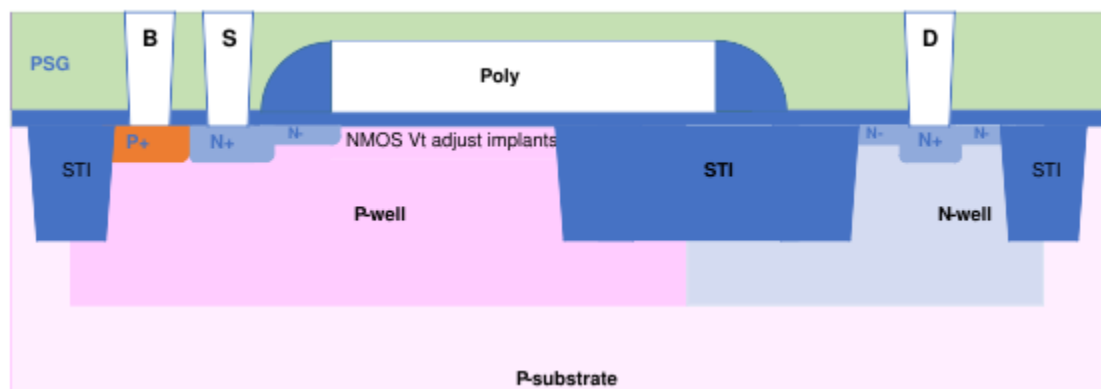 B S D
PSG Poly
P+ N+ N- NMOS Vt adjust implants N- N+ N-
STI STI STI
P-well N-well
P-substrate